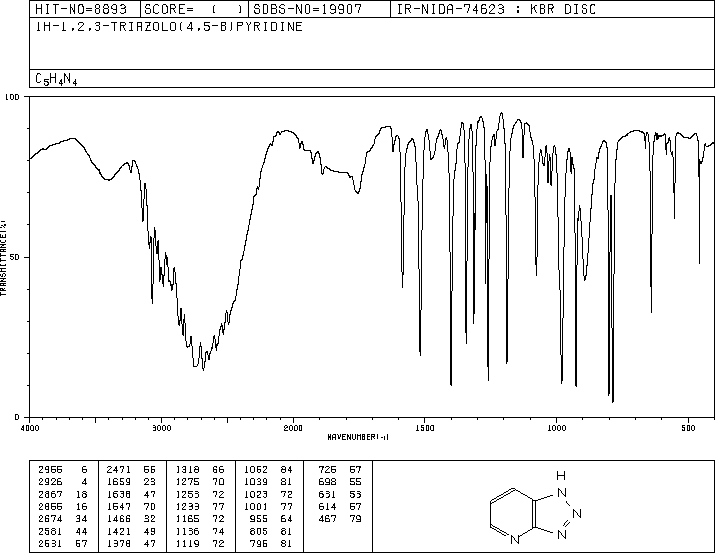 HIT-NO=8893 SCORE= ( ) SDBS-NO=19907 IR-NIDA-74623 : KBR DISC
1H-1,2,3-TRIAZOLO(4,5-B)PYRIDINE
C5H4N4
100
50
0
TRANSMITTANCE(%)
4000 3000 2000 1500 1000 500
WAVENUMBER(-1)
2955 6 2471 55 1318 66 1052 84 725 57
2926 4 1659 23 1275 70 1039 81 698 55
2867 18 1638 47 1253 72 1023 72 631 53
2855 16 1547 70 1233 77 1001 77 614 57
2674 34 1466 32 1165 72 955 64 467 79
2581 44 1421 49 1136 74 805 81
2531 57 1378 47 1119 72 796 81
H
N
N
N
N